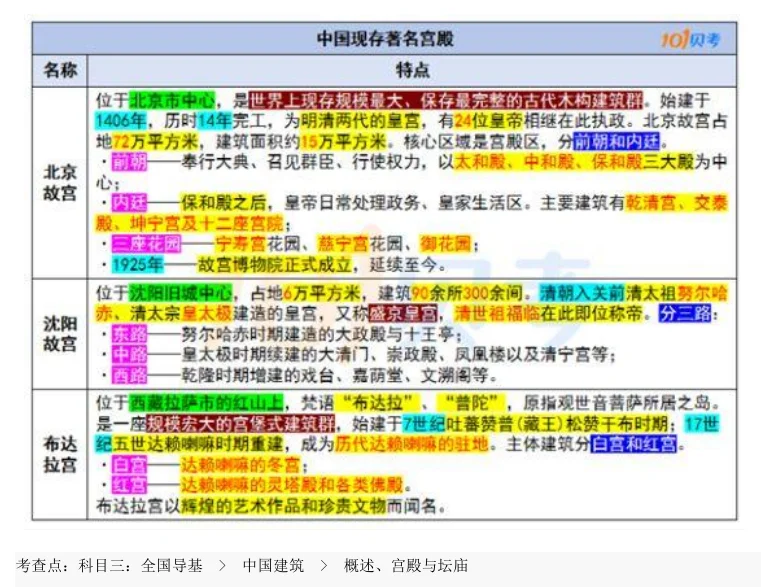 中国现存著名宫殿
101贝考
名称
特点
北京
故宫
位于北京市中心，是世界上现存规模最大、保存最完整的古代木构建筑群。始建于
1406年，历时14年完工，为明清两代的皇宫，有24位皇帝相继在此执政。北京故宫占
地72万平方米，建筑面积约15万平方米。核心区域是宫殿区，分前朝和内廷。
·前朝——奉行大典、召见群臣、行使权力，以太和殿、中和殿、保和殿三大殿为中
心；
·内廷——保和殿之后，皇帝日常处理政务、皇家生活区。主要建筑有乾清宫、交泰
殿、坤宁宫及十二座宫院；
·三座花园——宁寿宫花园、慈宁宫花园、御花园；
·1925年——故宫博物院正式成立，延续至今。
沈阳
故宫
位于沈阳旧城中心，占地6万平方米，建筑90余所300余间。清朝入关前清太祖努尔哈
赤、清太宗皇太极建造的皇宫，又称盛京皇宫，清世祖福临在此即位称帝。分三路：
·东路——努尔哈赤时期建造的大政殿与十王亭；
·中路——皇太极时期续建的大清门、崇政殿、凤凰楼以及清宁宫等；
·西路——乾隆时期增建的戏台、嘉荫堂、文溯阁等。
布达
拉宫
位于西藏拉萨市的红山上，梵语“布达拉”、“普陀”，原指观世音菩萨所居之岛。
是一座规模宏大的宫堡式建筑群，始建于7世纪吐蕃赞普(藏王)松赞干布时期；17世
纪五世达赖喇嘛时期重建，成为历代达赖喇嘛的驻地。主体建筑分白宫和红宫。
·白宫——达赖喇嘛的冬宫；
·红宫——达赖喇嘛的灵塔殿和各类佛殿。
布达拉宫以辉煌的艺术作品和珍贵文物而闻名。
考查点：科目三：全国导基 > 中国建筑 > 概述、宫殿与坛庙